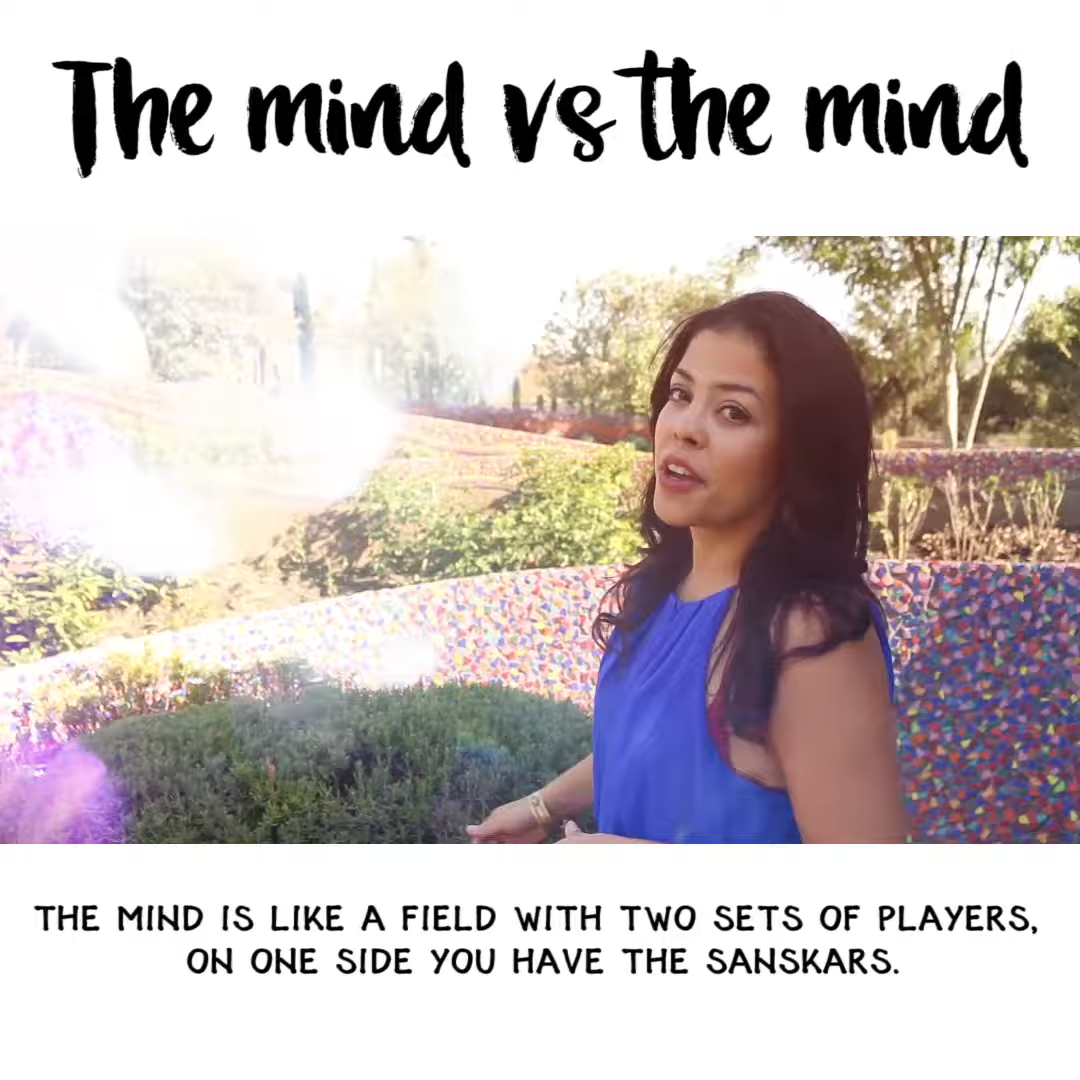 The mind vs the mind
THE MIND IS LIKE A FIELD WITH TWO SETS OF PLAYERS,
ON ONE SIDE YOU HAVE THE SANSKARS.